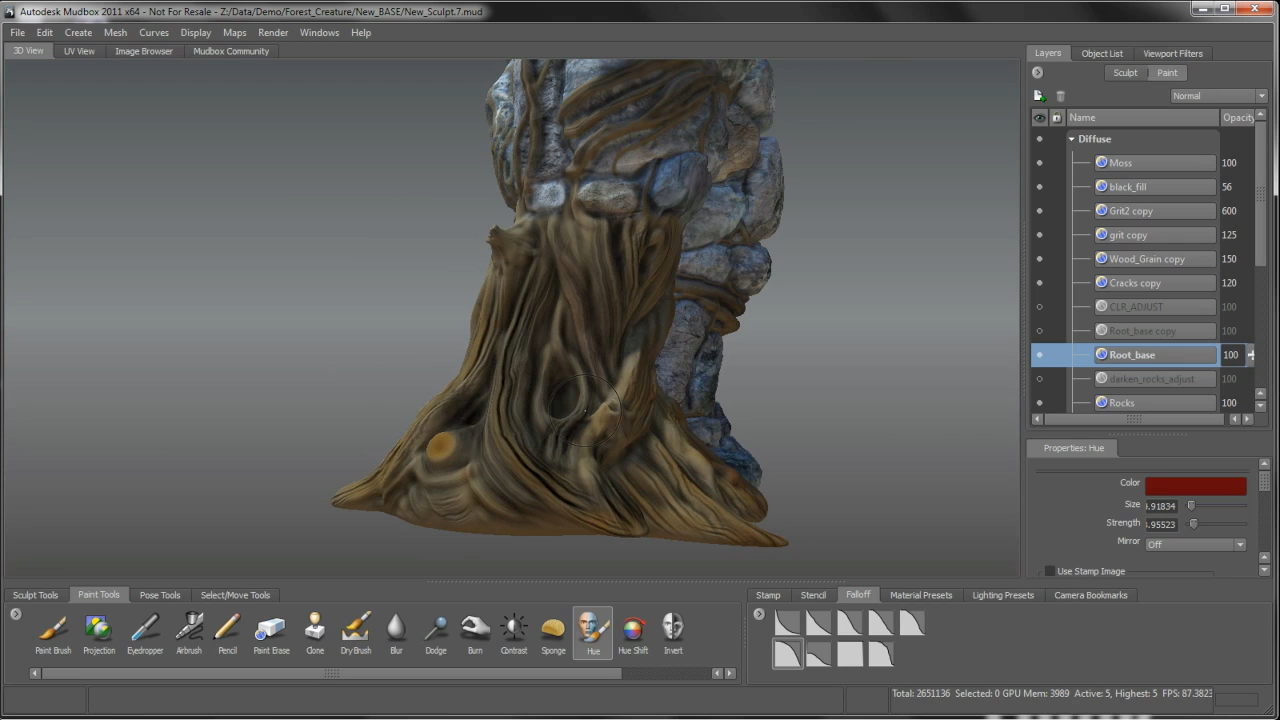 Autodesk Mudbox 2011 x64 - Not For Resale - Z:/Data/Demo/Forest_Creature/New_BASE/New_Sculpt.7.mud
File Edit Create Mesh Curves Display Maps Render Windows Help
3D View UV View Image Browser Mudbox Community
Layers Object List Viewport Filters
Sculpt Paint
Normal
Name Opacity
Diffuse
Moss 100
black_fill 56
Grit2 copy 600
grit copy 125
Wood_Grain copy 150
Cracks copy 120
CLR_ADJUST 100
Root_base copy 100
Root_base 100
darken_rocks_adjust 100
Rocks 100
Properties: Hue
Color
Size .91834
Strength .95523
Mirror Off
Use Stamp Image
Sculpt Tools Paint Tools Pose Tools Select/Move Tools
Paint Brush Projection Eyedropper Airbrush Pencil Paint Erase Clone Dry Brush Blur Dodge Burn Contrast Sponge Hue Hue Shift Invert
Stamp Stencil Falloff Material Presets Lighting Presets Camera Bookmarks
Total: 2651136 Selected: 0 GPU Mem: 3989 Active: 5, Highest: 5 FPS: 87.3823